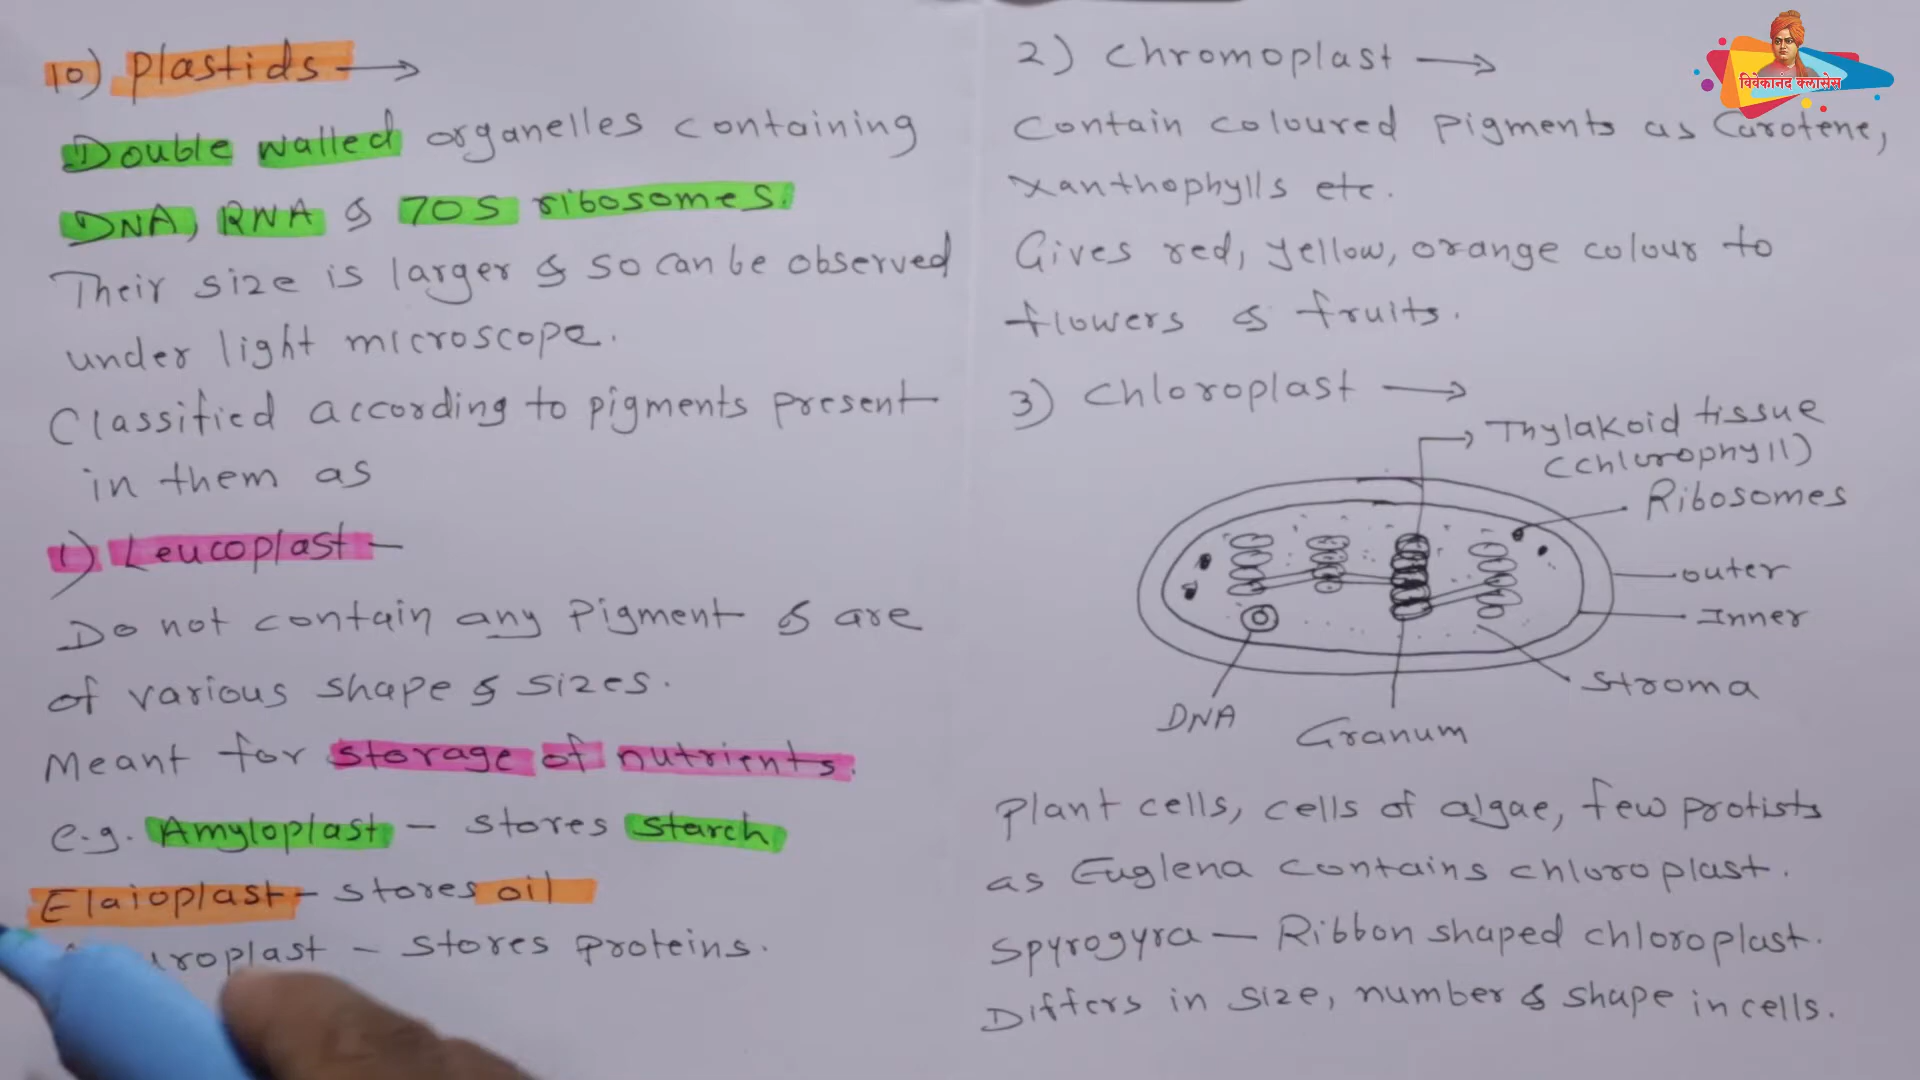 10) Plastids →
Double walled organelles containing
DNA, RNA & 70S ribosomes.
Their size is larger & so can be observed
under light microscope.
Classified according to pigments present
in them as
1) Leucoplast -
Do not contain any Pigment & are
of various shape & sizes.
Meant for storage of nutrients.
e.g. Amyloplast - stores starch
Elaioplast - stores oil
- stores proteins.
2) Chromoplast →
Contain coloured pigments as Carotene,
Xanthophylls etc.
Gives red, yellow, orange colour to
flowers & fruits.
3) Chloroplast →
Thylakoid tissue
(Chlorophyll)
Ribosomes
outer
Inner
Stroma
DNA
Granum
Plant cells, cells of algae, few protists
as Euglena contains chloroplast.
Spyrogyra - Ribbon shaped chloroplast.
Differs in size, number & shape in cells.
विवेकानंद क्लासेस